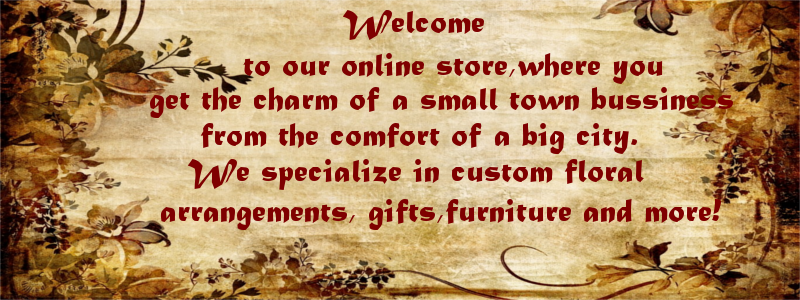 Welcome
to our online store,where you
get the charm of a small town bussiness
from the comfort of a big city.
We specialize in custom floral
arrangements, gifts,furniture and more!